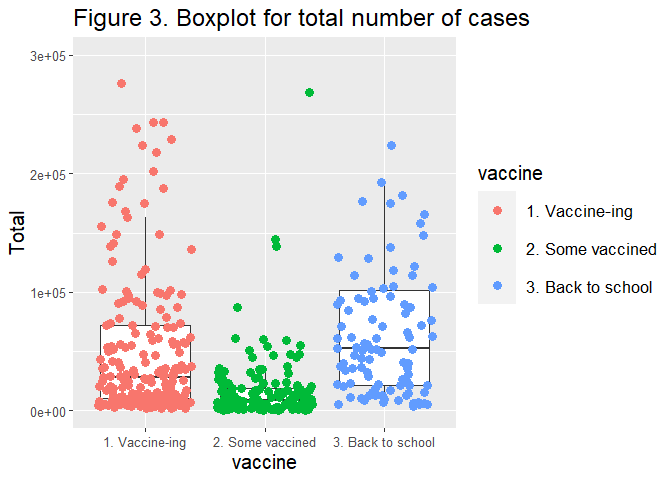 Figure 3. Boxplot for total number of cases
3e+05
2e+05
1e+05
0e+00
Total
1. Vaccine-ing
2. Some vaccined
3. Back to school
vaccine
vaccine
1. Vaccine-ing
2. Some vaccined
3. Back to school